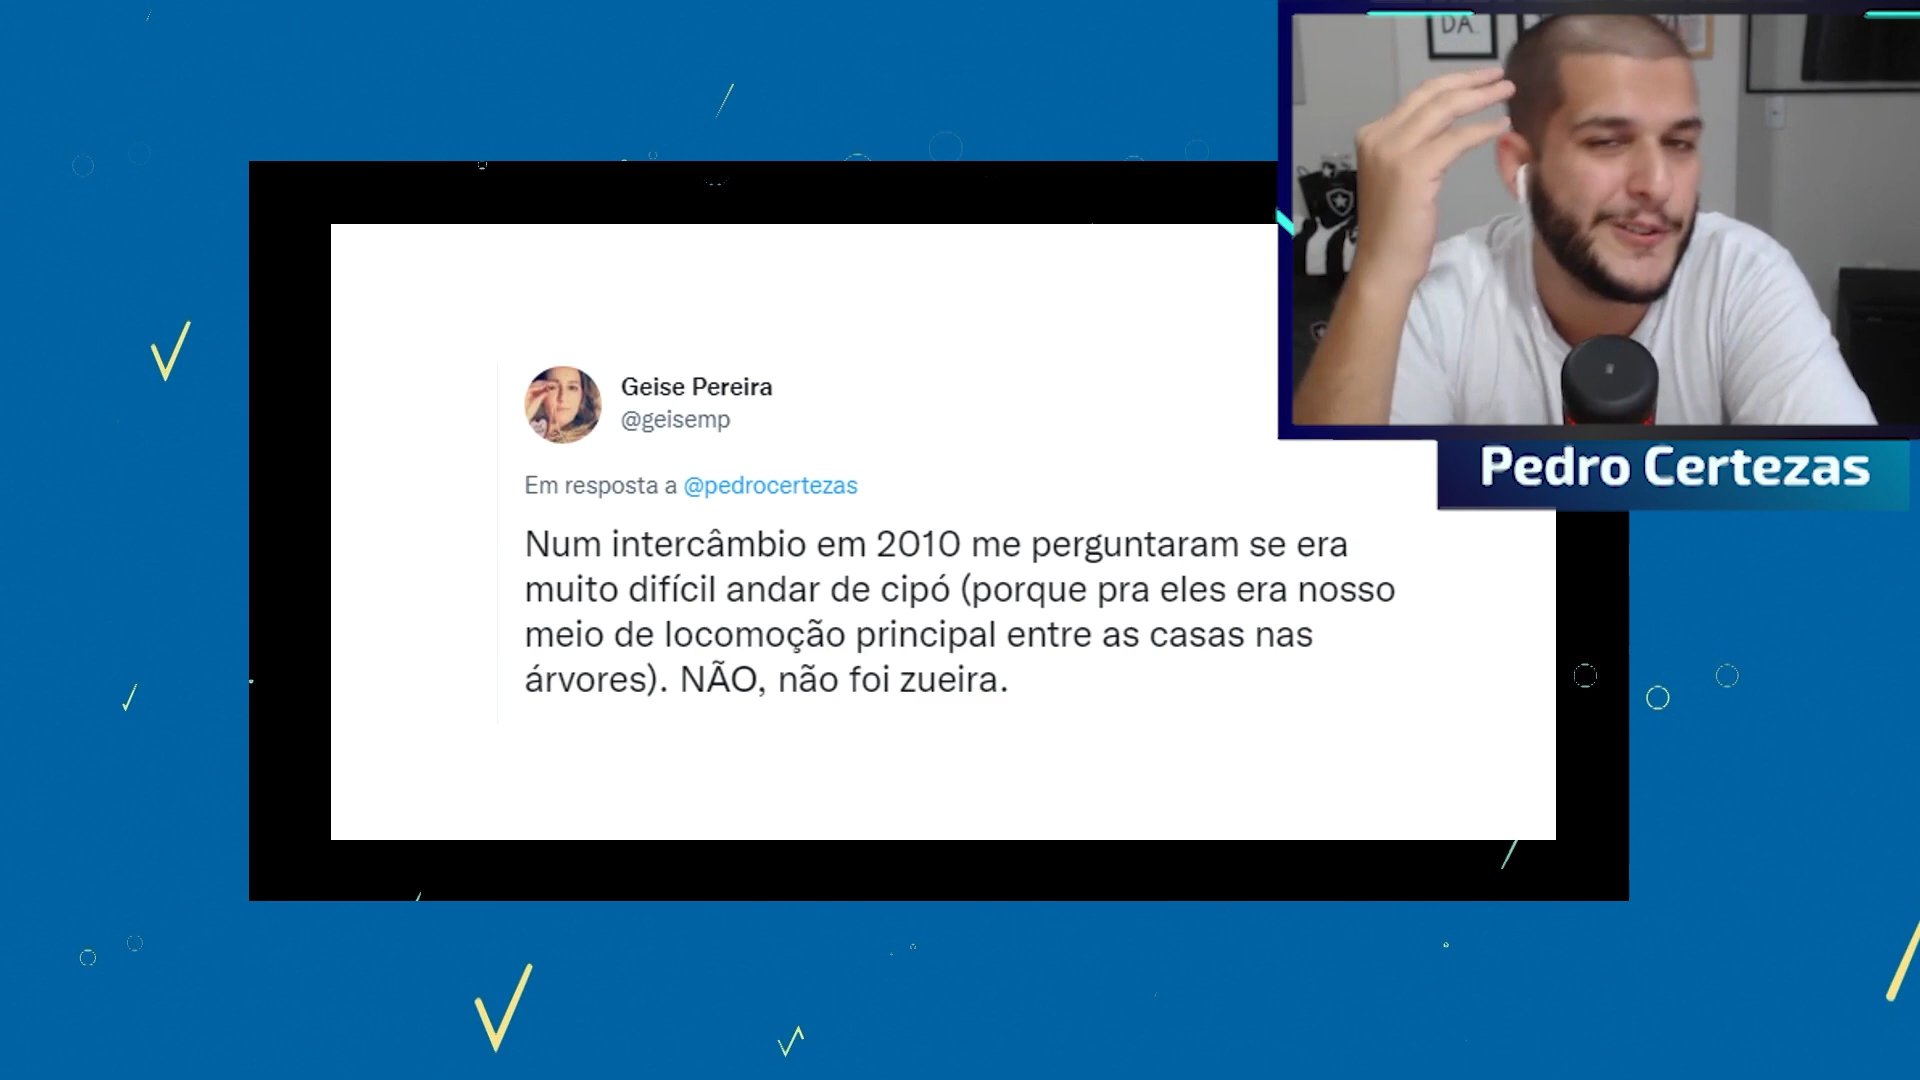 DA.
Geise Pereira
@geisemp
Em resposta a @pedrocertezas
Pedro Certezas
Num intercâmbio em 2010 me perguntaram se era
muito difícil andar de cipó (porque pra eles era nosso
meio de locomoção principal entre as casas nas
árvores). NÃO, não foi zueira.